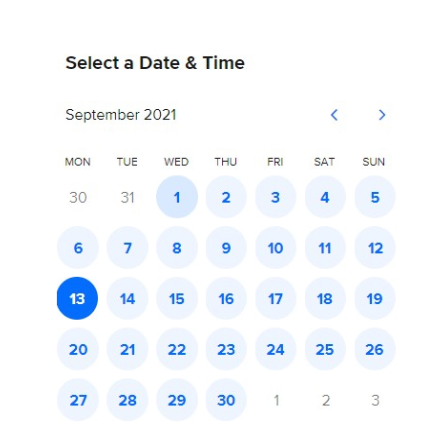 Select a Date & Time
September 2021
MON TUE WED THU FRI SAT SUN
30 31 1 2 3 4 5
6 7 8 9 10 11 12
13 14 15 16 17 18 19
20 21 22 23 24 25 26
27 28 29 30 1 2 3